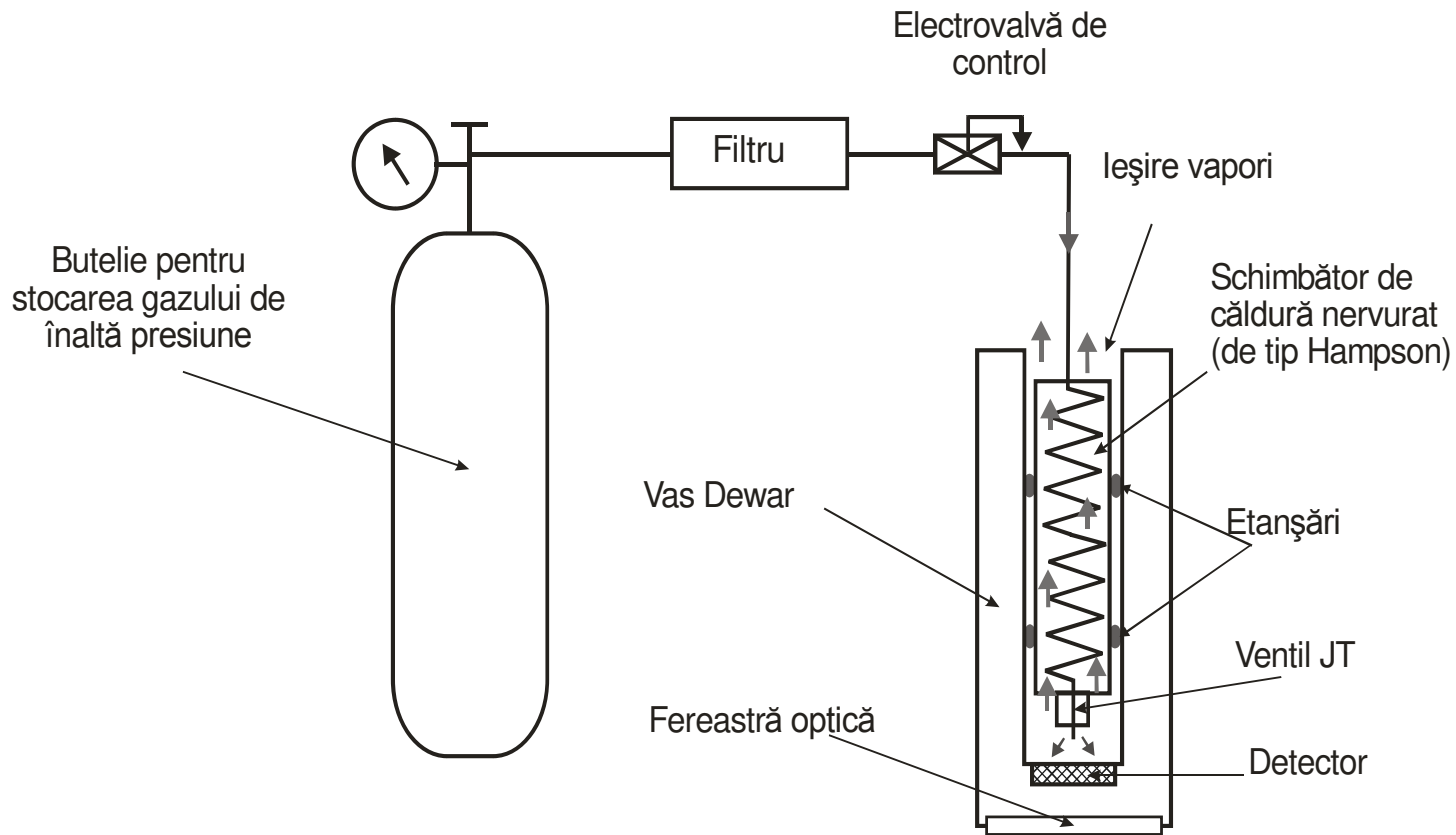 Electrovalvă de
control
Filtru
Ieşire vapori
Butelie pentru
stocarea gazului de
înaltă presiune
Schimbător de
căldură nervurat
(de tip Hampson)
Vas Dewar
Etanşări
Ventil JT
Fereastră optică
Detector